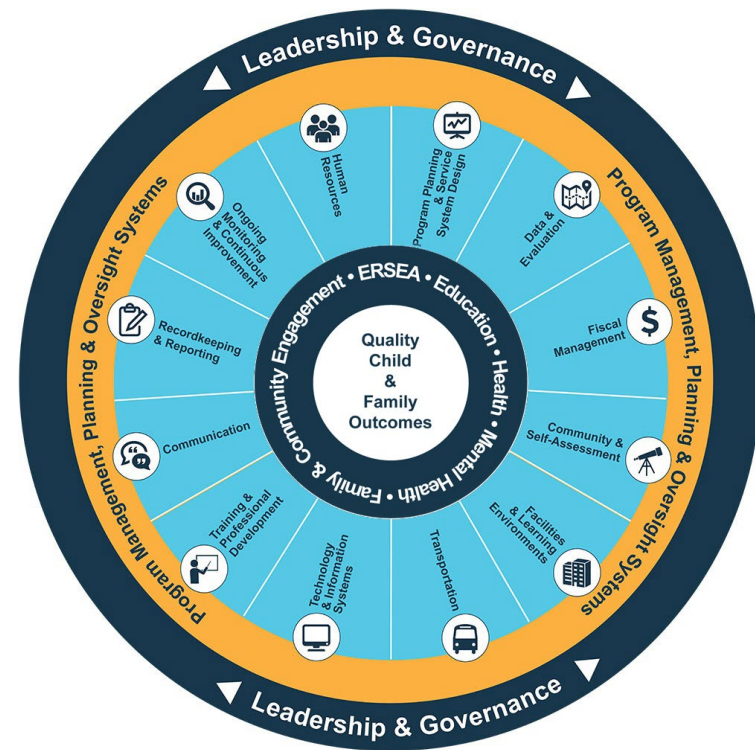 Leadership & Governance
Program Management, Planning & Oversight Systems
Program Management, Planning & Oversight Systems
Human
Resources
Program Planning
& Service
System Design
Data &
Evaluation
Fiscal
Management
$
Community &
Self-Assessment
Facilities
& Learning
Environments
Transportation
Technology
& Information
Systems
Training &
Professional
Development
Communication
Recordkeeping
& Reporting
Ongoing
Monitoring
& Continuous
Improvement
Family & Community Engagement • ERSEA • Education • Health • Mental Health •
Quality
Child
&
Family
Outcomes
Leadership & Governance